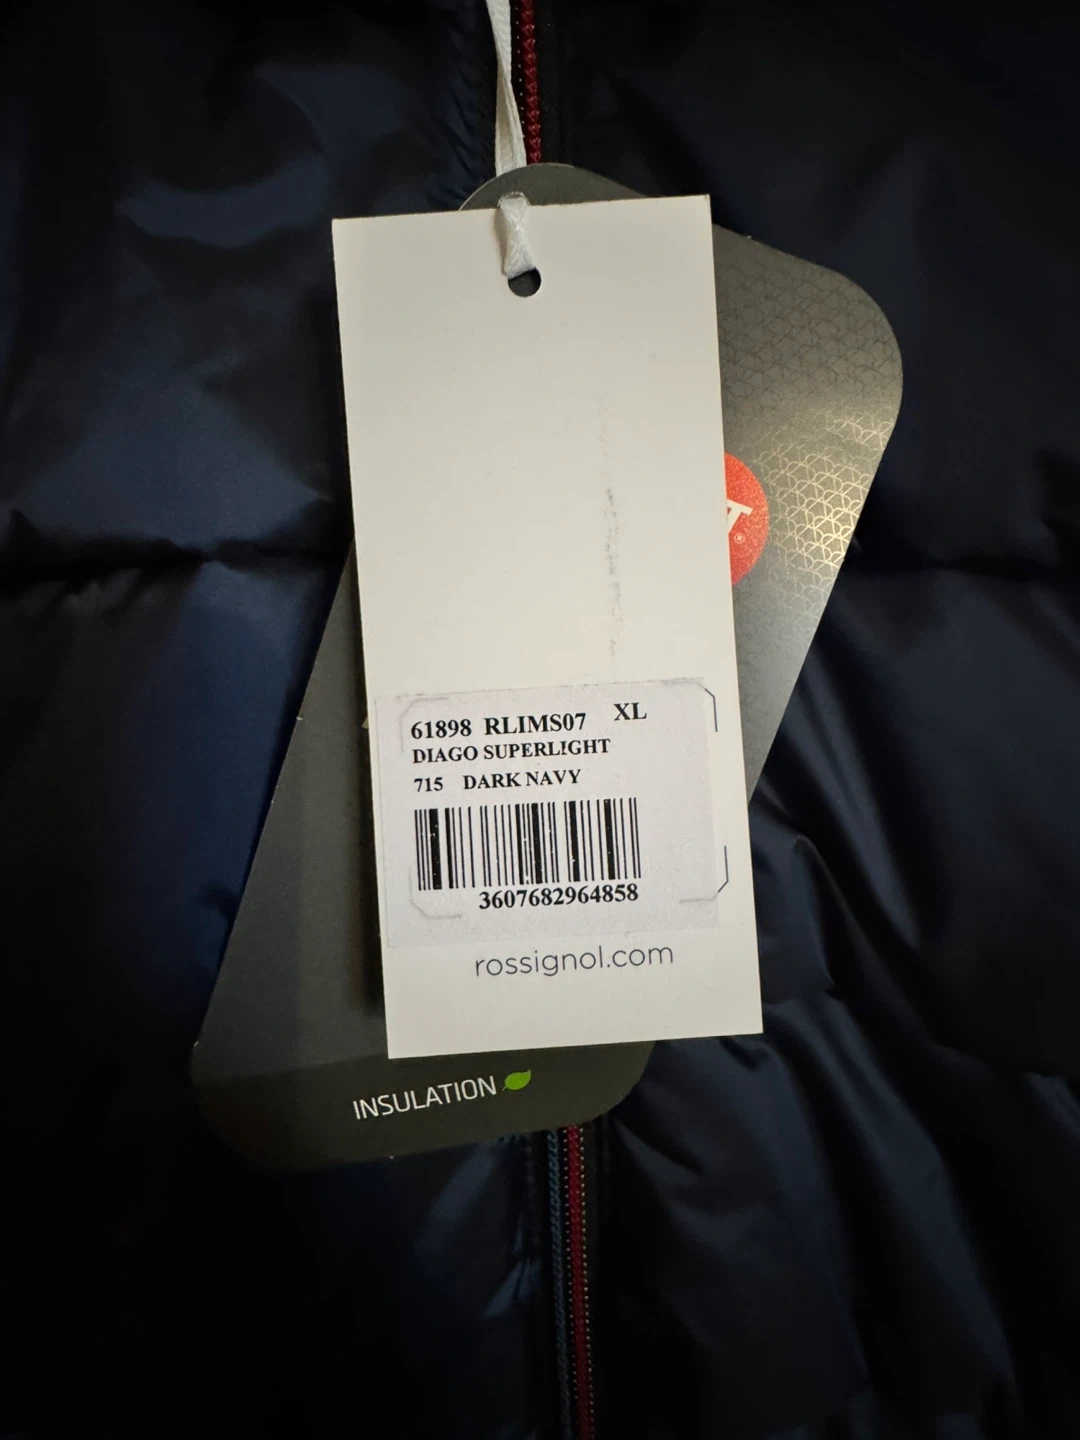 61898 RLIMS07 XL
DIAGO SUPERLIGHT
715 DARK NAVY
3607682964858
rossignol.com
INSULATION